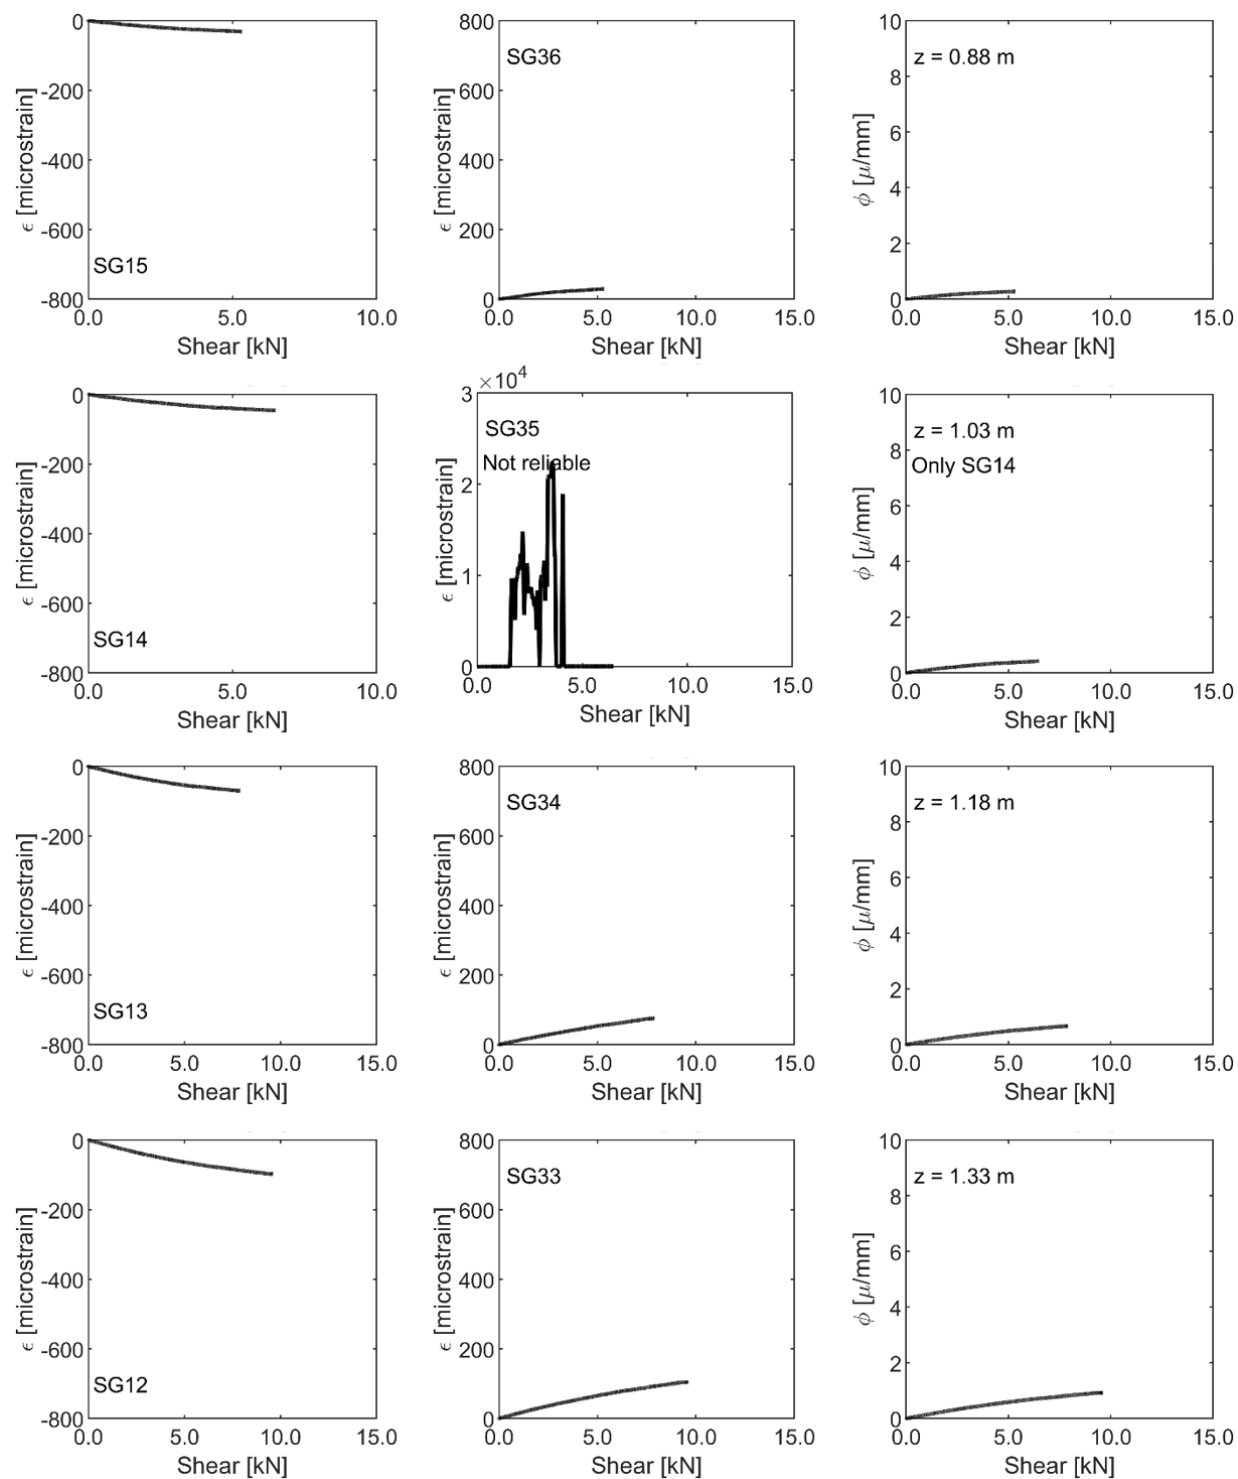 0
-200
-400
-600
-800
ϵ [microstrain]
SG15
0.0 5.0 10.0
Shear [kN]
800
600
400
200
0
ϵ [microstrain]
SG36
0.0 5.0 10.0 15.0
Shear [kN]
10
8
6
4
2
0
ϕ [μ/mm]
z = 0.88 m
0.0 5.0 10.0 15.0
Shear [kN]
0
-200
-400
-600
-800
ϵ [microstrain]
SG14
0.0 5.0 10.0
Shear [kN]
×10⁴
3
2
1
0
ϵ [microstrain]
SG35
Not reliable
0.0 5.0 10.0 15.0
Shear [kN]
10
8
6
4
2
0
ϕ [μ/mm]
z = 1.03 m
Only SG14
0.0 5.0 10.0 15.0
Shear [kN]
0
-200
-400
-600
-800
ϵ [microstrain]
SG13
0.0 5.0 10.0 15.0
Shear [kN]
800
600
400
200
0
ϵ [microstrain]
SG34
0.0 5.0 10.0 15.0
Shear [kN]
10
8
6
4
2
0
ϕ [μ/mm]
z = 1.18 m
0.0 5.0 10.0 15.0
Shear [kN]
0
-200
-400
-600
-800
ϵ [microstrain]
SG12
0.0 5.0 10.0 15.0
Shear [kN]
800
600
400
200
0
ϵ [microstrain]
SG33
0.0 5.0 10.0 15.0
Shear [kN]
10
8
6
4
2
0
ϕ [μ/mm]
z = 1.33 m
0.0 5.0 10.0 15.0
Shear [kN]